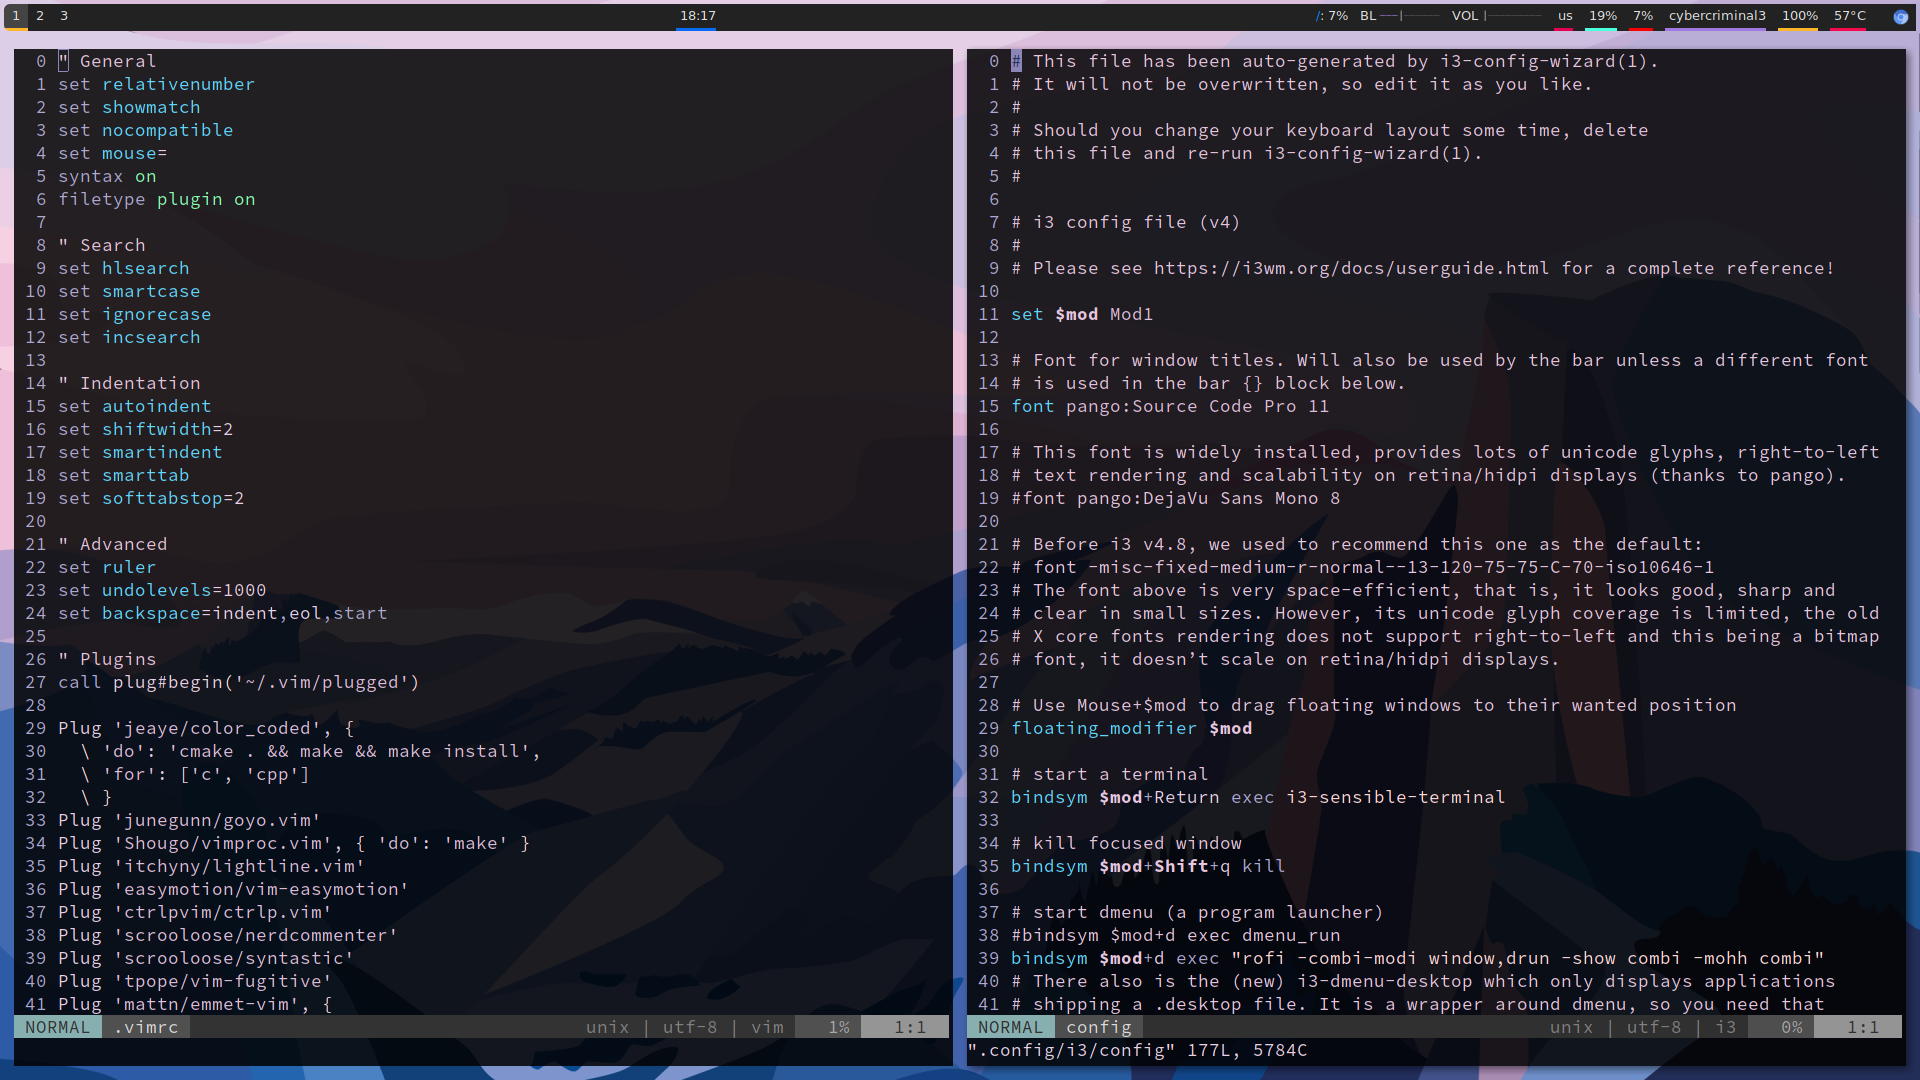 1 2 3 18:17 /: 7% BL VOL us 19% 7% cybercriminal3 100% 57°C
0 " General
1 set relativenumber
2 set showmatch
3 set nocompatible
4 set mouse=
5 syntax on
6 filetype plugin on
7
8 " Search
9 set hlsearch
10 set smartcase
11 set ignorecase
12 set incsearch
13
14 " Indentation
15 set autoindent
16 set shiftwidth=2
17 set smartindent
18 set smarttab
19 set softtabstop=2
20
21 " Advanced
22 set ruler
23 set undolevels=1000
24 set backspace=indent,eol,start
25
26 " Plugins
27 call plug#begin('~/.vim/plugged')
28
29 Plug 'jeaye/color_coded', {
30   \ 'do': 'cmake . && make && make install',
31   \ 'for': ['c', 'cpp']
32   \ }
33 Plug 'junegunn/goyo.vim'
34 Plug 'Shougo/vimproc.vim', { 'do': 'make' }
35 Plug 'itchyny/lightline.vim'
36 Plug 'easymotion/vim-easymotion'
37 Plug 'ctrlpvim/ctrlp.vim'
38 Plug 'scrooloose/nerdcommenter'
39 Plug 'scrooloose/syntastic'
40 Plug 'tpope/vim-fugitive'
41 Plug 'mattn/emmet-vim', {
NORMAL .vimrc unix | utf-8 | vim 1% 1:1
0 # This file has been auto-generated by i3-config-wizard(1).
1 # It will not be overwritten, so edit it as you like.
2 #
3 # Should you change your keyboard layout some time, delete
4 # this file and re-run i3-config-wizard(1).
5 #
6
7 # i3 config file (v4)
8 #
9 # Please see https://i3wm.org/docs/userguide.html for a complete reference!
10
11 set $mod Mod1
12
13 # Font for window titles. Will also be used by the bar unless a different font
14 # is used in the bar {} block below.
15 font pango:Source Code Pro 11
16
17 # This font is widely installed, provides lots of unicode glyphs, right-to-left
18 # text rendering and scalability on retina/hidpi displays (thanks to pango).
19 #font pango:DejaVu Sans Mono 8
20
21 # Before i3 v4.8, we used to recommend this one as the default:
22 # font -misc-fixed-medium-r-normal--13-120-75-75-C-70-iso10646-1
23 # The font above is very space-efficient, that is, it looks good, sharp and
24 # clear in small sizes. However, its unicode glyph coverage is limited, the old
25 # X core fonts rendering does not support right-to-left and this being a bitmap
26 # font, it doesn’t scale on retina/hidpi displays.
27
28 # Use Mouse+$mod to drag floating windows to their wanted position
29 floating_modifier $mod
30
31 # start a terminal
32 bindsym $mod+Return exec i3-sensible-terminal
33
34 # kill focused window
35 bindsym $mod+Shift+q kill
36
37 # start dmenu (a program launcher)
38 #bindsym $mod+d exec dmenu_run
39 bindsym $mod+d exec "rofi -combi-modi window,drun -show combi -mohh combi"
40 # There also is the (new) i3-dmenu-desktop which only displays applications
41 # shipping a .desktop file. It is a wrapper around dmenu, so you need that
NORMAL config unix | utf-8 | i3 0% 1:1
".config/i3/config" 177L, 5784C